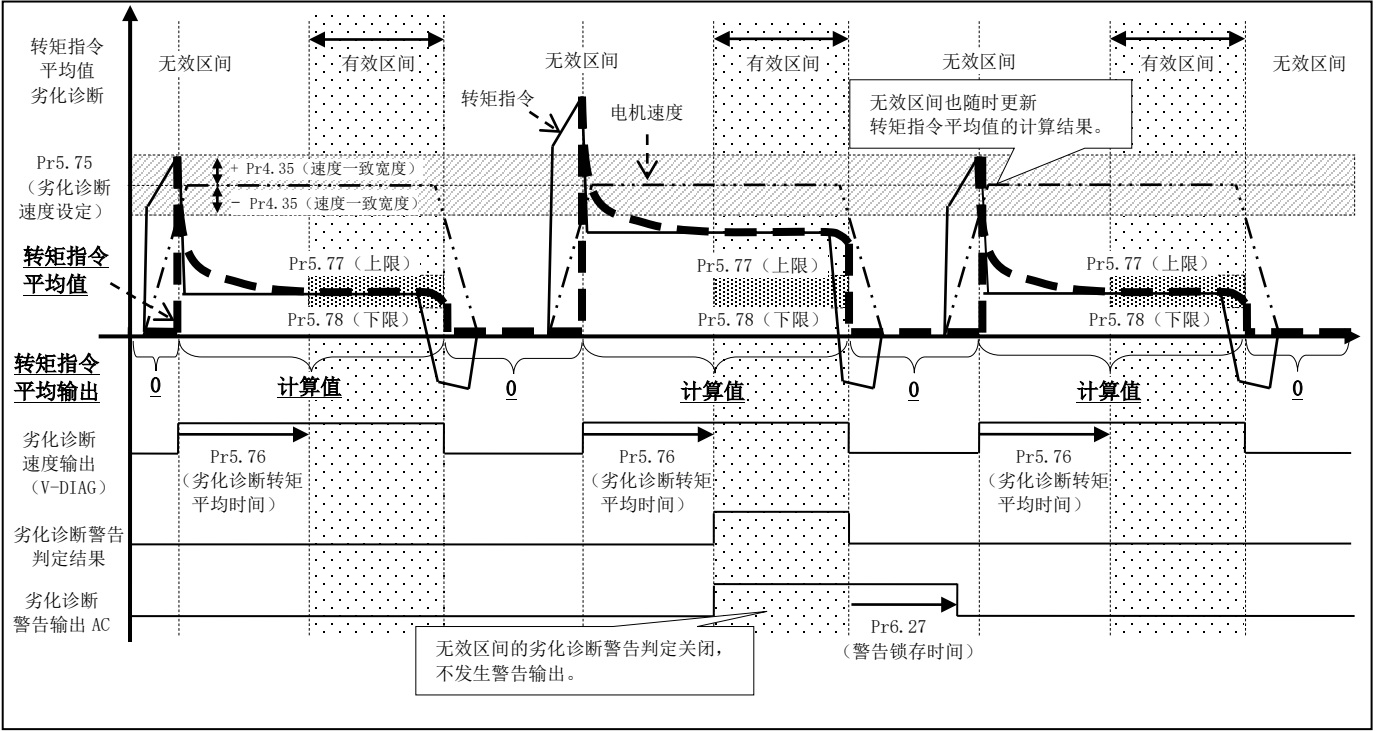 转矩指令
平均值
劣化诊断
无效区间
有效区间
无效区间
有效区间
无效区间
有效区间
无效区间
转矩指令
电机速度
无效区间也随时更新
转矩指令平均值的计算结果。
Pr5.75
（劣化诊断
速度设定）
+ Pr4.35（速度一致宽度）
− Pr4.35（速度一致宽度）
转矩指令
平均值
Pr5.77（上限）
Pr5.78（下限）
Pr5.77（上限）
Pr5.78（下限）
Pr5.77（上限）
Pr5.78（下限）
转矩指令
平均输出
0
计算值
0
计算值
0
计算值
0
劣化诊断
速度输出
（V-DIAG）
Pr5.76
（劣化诊断转矩
平均时间）
Pr5.76
（劣化诊断转矩
平均时间）
Pr5.76
（劣化诊断转矩
平均时间）
劣化诊断警告
判定结果
劣化诊断
警告输出 AC
Pr6.27
（警告锁存时间）
无效区间的劣化诊断警告判定关闭，
不发生警告输出。